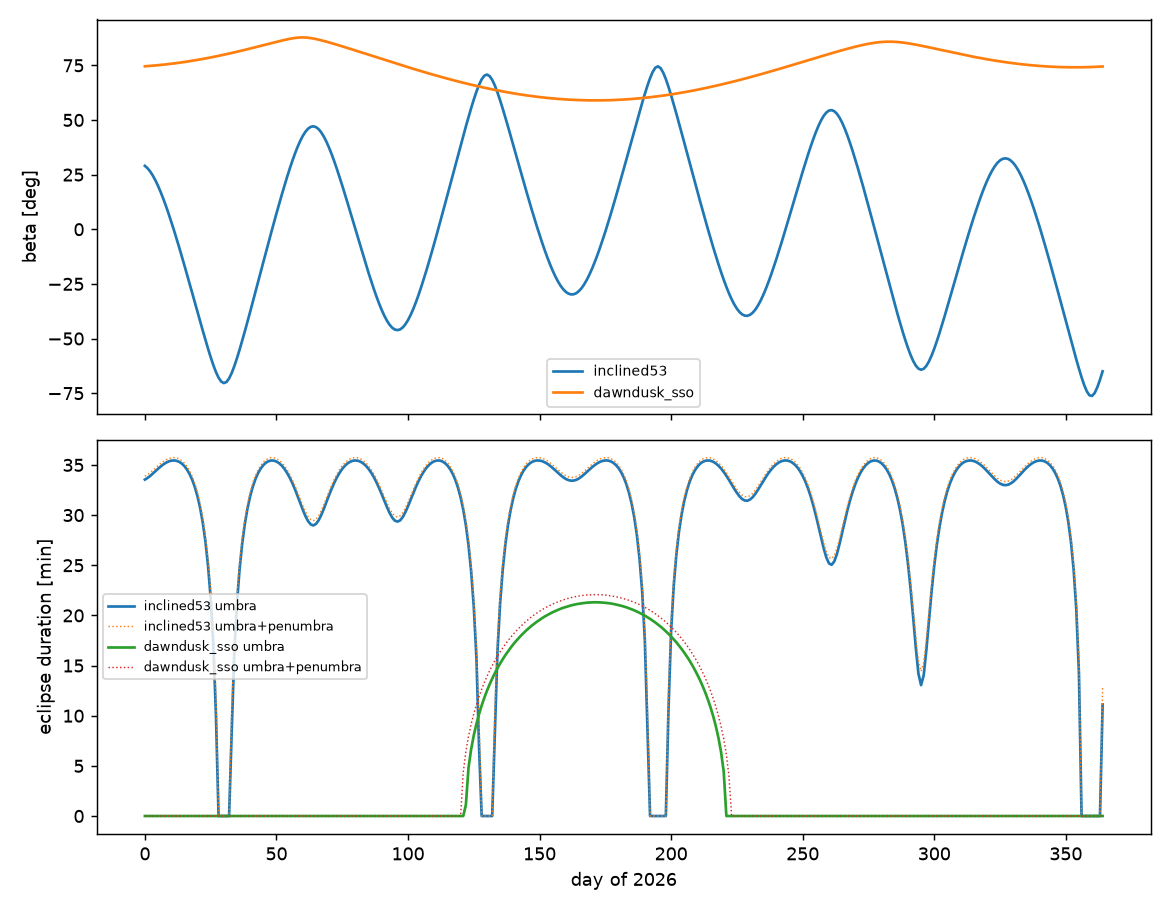 beta [deg]
75
50
25
0
−25
−50
−75
inclined53
dawndusk_sso
eclipse duration [min]
35
30
25
20
15
10
5
0
inclined53 umbra
inclined53 umbra+penumbra
dawndusk_sso umbra
dawndusk_sso umbra+penumbra
0 50 100 150 200 250 300 350
day of 2026